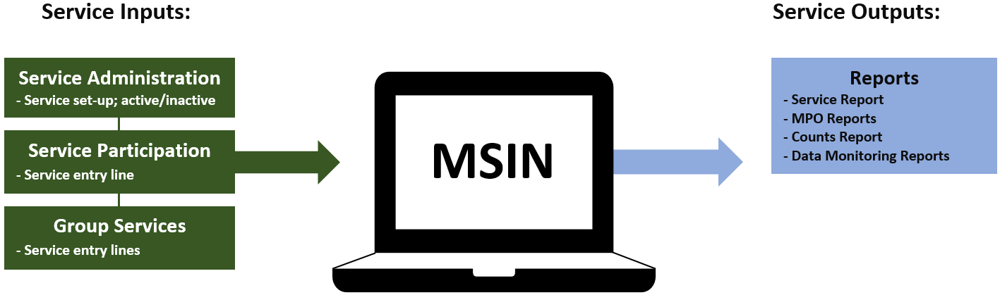 Service Inputs:
Service Administration
- Service set-up; active/inactive
Service Participation
- Service entry line
Group Services
- Service entry lines
MSIN
Service Outputs:
Reports
- Service Report
- MPO Reports
- Counts Report
- Data Monitoring Reports